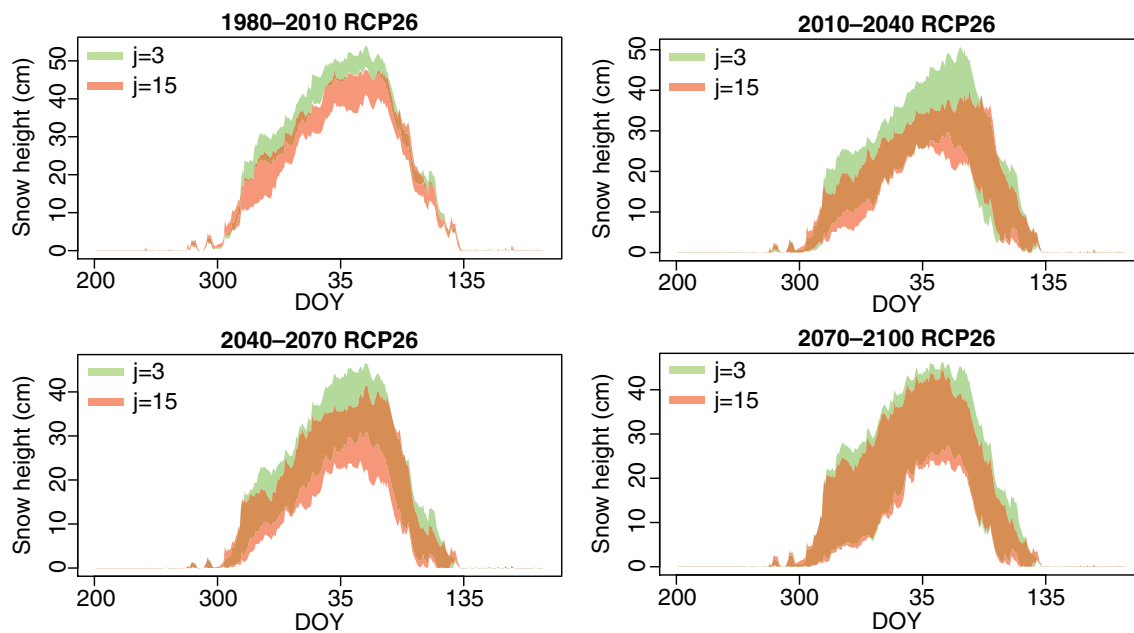 1980–2010 RCP26
j=3
j=15
Snow height (cm)
0 10 20 30 40 50
200 300 35 135
DOY
2010–2040 RCP26
j=3
j=15
Snow height (cm)
0 10 20 30 40 50
200 300 35 135
DOY
2040–2070 RCP26
j=3
j=15
Snow height (cm)
0 10 20 30 40
200 300 35 135
DOY
2070–2100 RCP26
j=3
j=15
Snow height (cm)
0 10 20 30 40
200 300 35 135
DOY